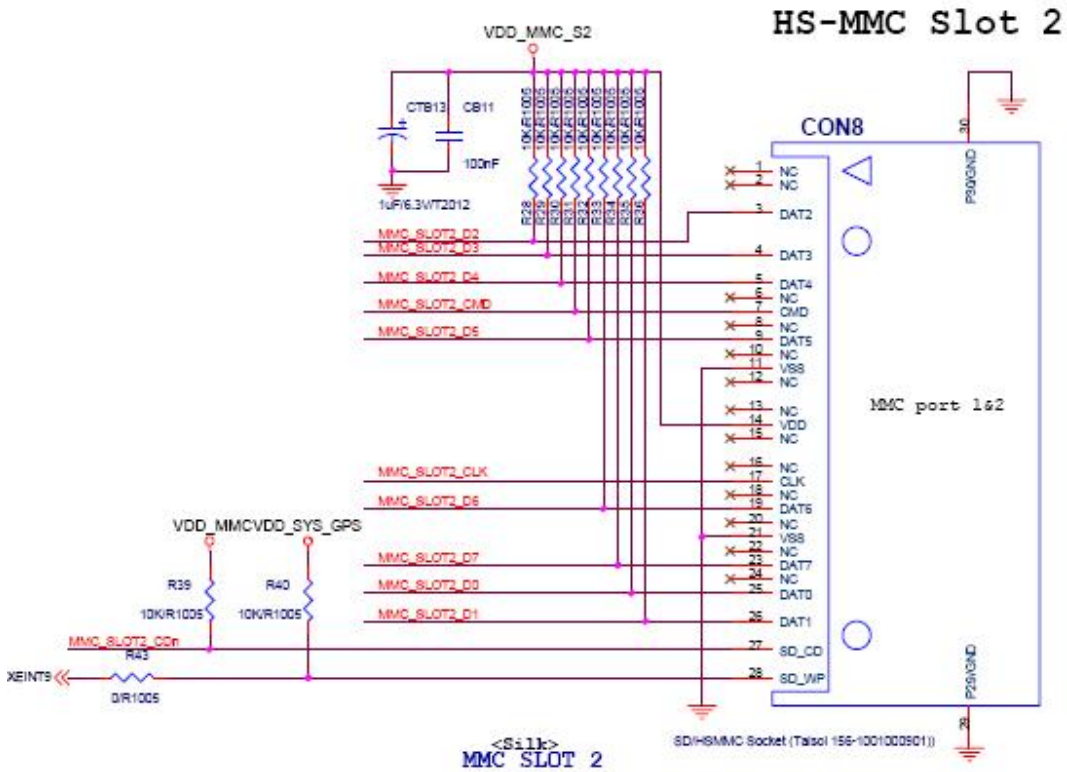 HS-MMC Slot 2
VDD_MMC_S2
CTB13
CB11
100nF
1uF/6.3V/T2012
10K/R1005
10K/R1005
10K/R1005
10K/R1005
10K/R1005
10K/R1005
10K/R1005
10K/R1005
10K/R1005
R28
R29
R30
R31
R32
R33
R34
R35
R36
CON8
30
P30/GND
1 NC
2 NC
MMC_SLOT2_D2
3 DAT2
MMC_SLOT2_D3
4 DAT3
MMC_SLOT2_D4
5 DAT4
6 NC
MMC_SLOT2_CMD
7 CMD
8 NC
MMC_SLOT2_D5
9 DAT5
10 NC
11 VSS
12 NC
MMC port 1&2
13 NC
14 VDD
15 NC
16 NC
MMC_SLOT2_CLK
17 CLK
18 NC
MMC_SLOT2_D6
19 DAT6
20 NC
21 VSS
22 NC
MMC_SLOT2_D7
23 DAT7
24 NC
MMC_SLOT2_D0
25 DAT0
MMC_SLOT2_D1
26 DAT1
VDD_MMC
VDD_SYS_GPS
R39
10K/R1005
R40
10K/R1005
MMC_SLOT2_CDn
27 SD_CD
R43
XEINT9
0/R1005
28 SD_WP
P29/GND
29
SD/HSMMC Socket (Taisol 156-1001000901))
<Silk>
MMC SLOT 2